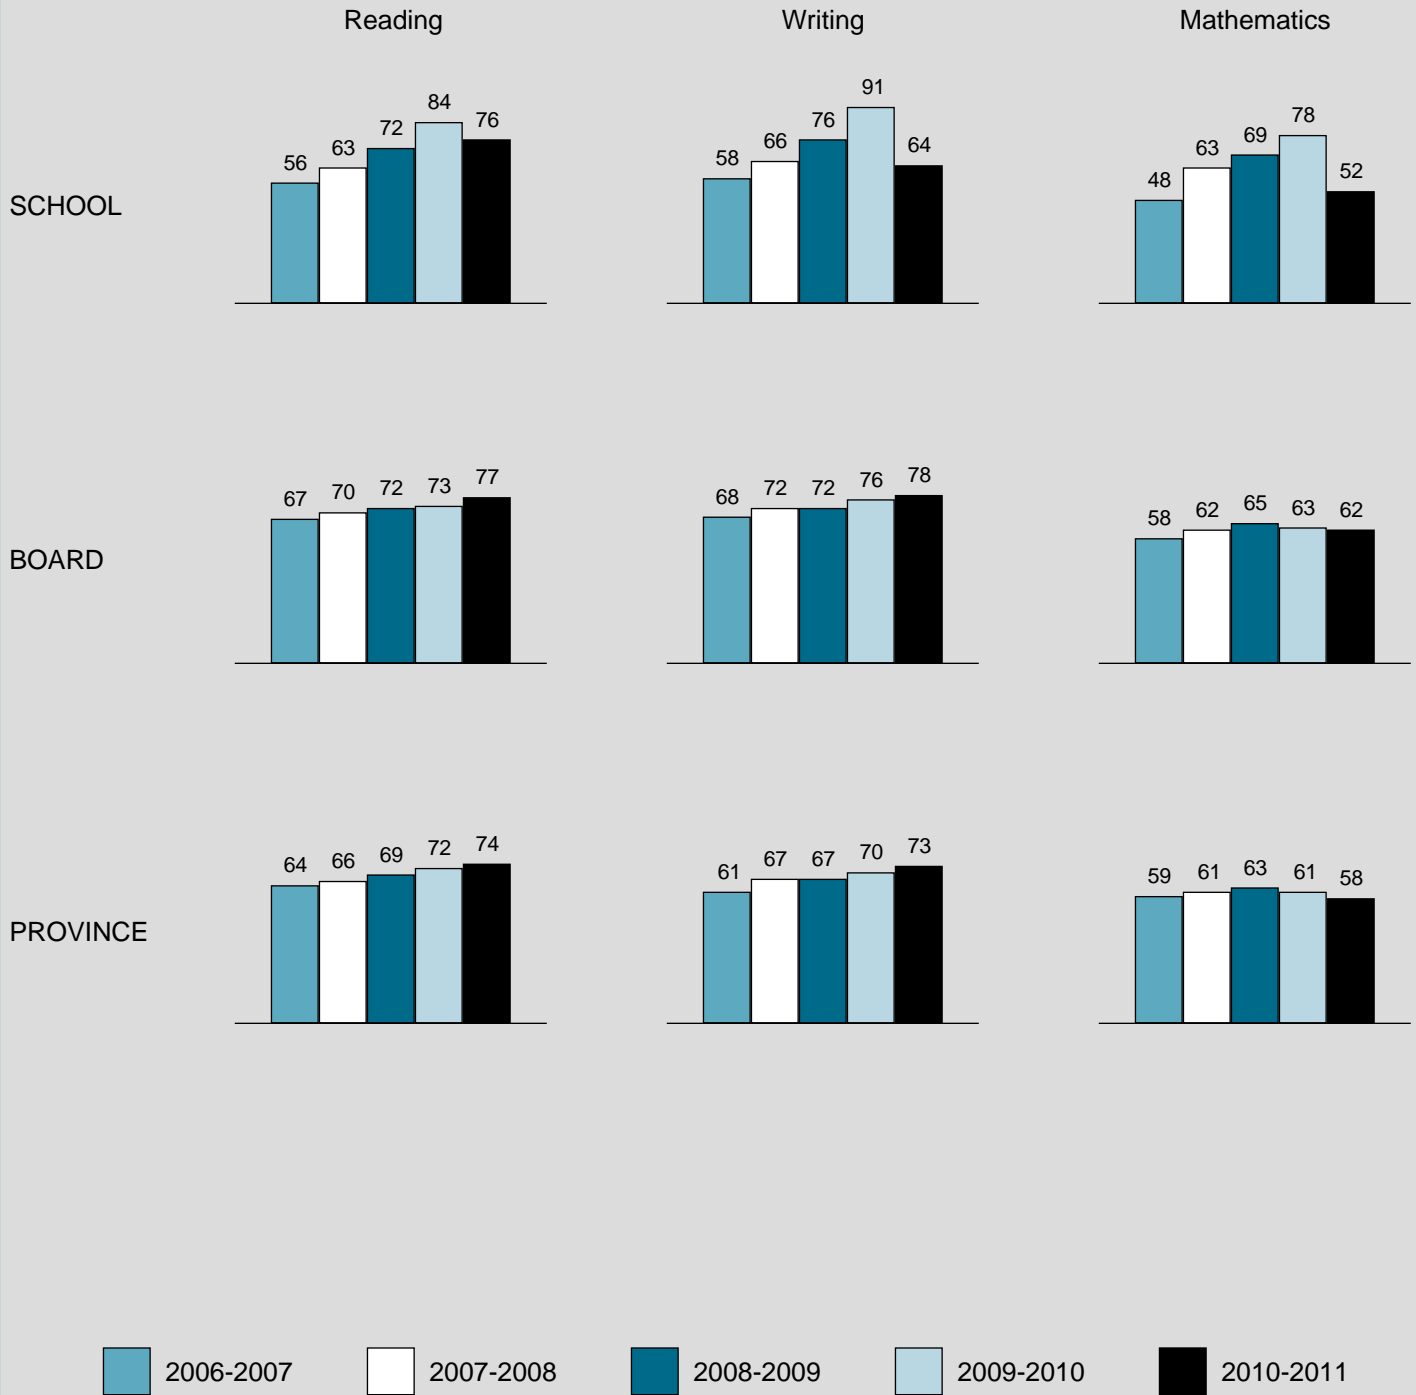 Reading Writing Mathematics
SCHOOL
56 63 72 84 76
58 66 76 91 64
48 63 69 78 52
BOARD
67 70 72 73 77
68 72 72 76 78
58 62 65 63 62
PROVINCE
64 66 69 72 74
61 67 67 70 73
59 61 63 61 58
2006-2007 2007-2008 2008-2009 2009-2010 2010-2011